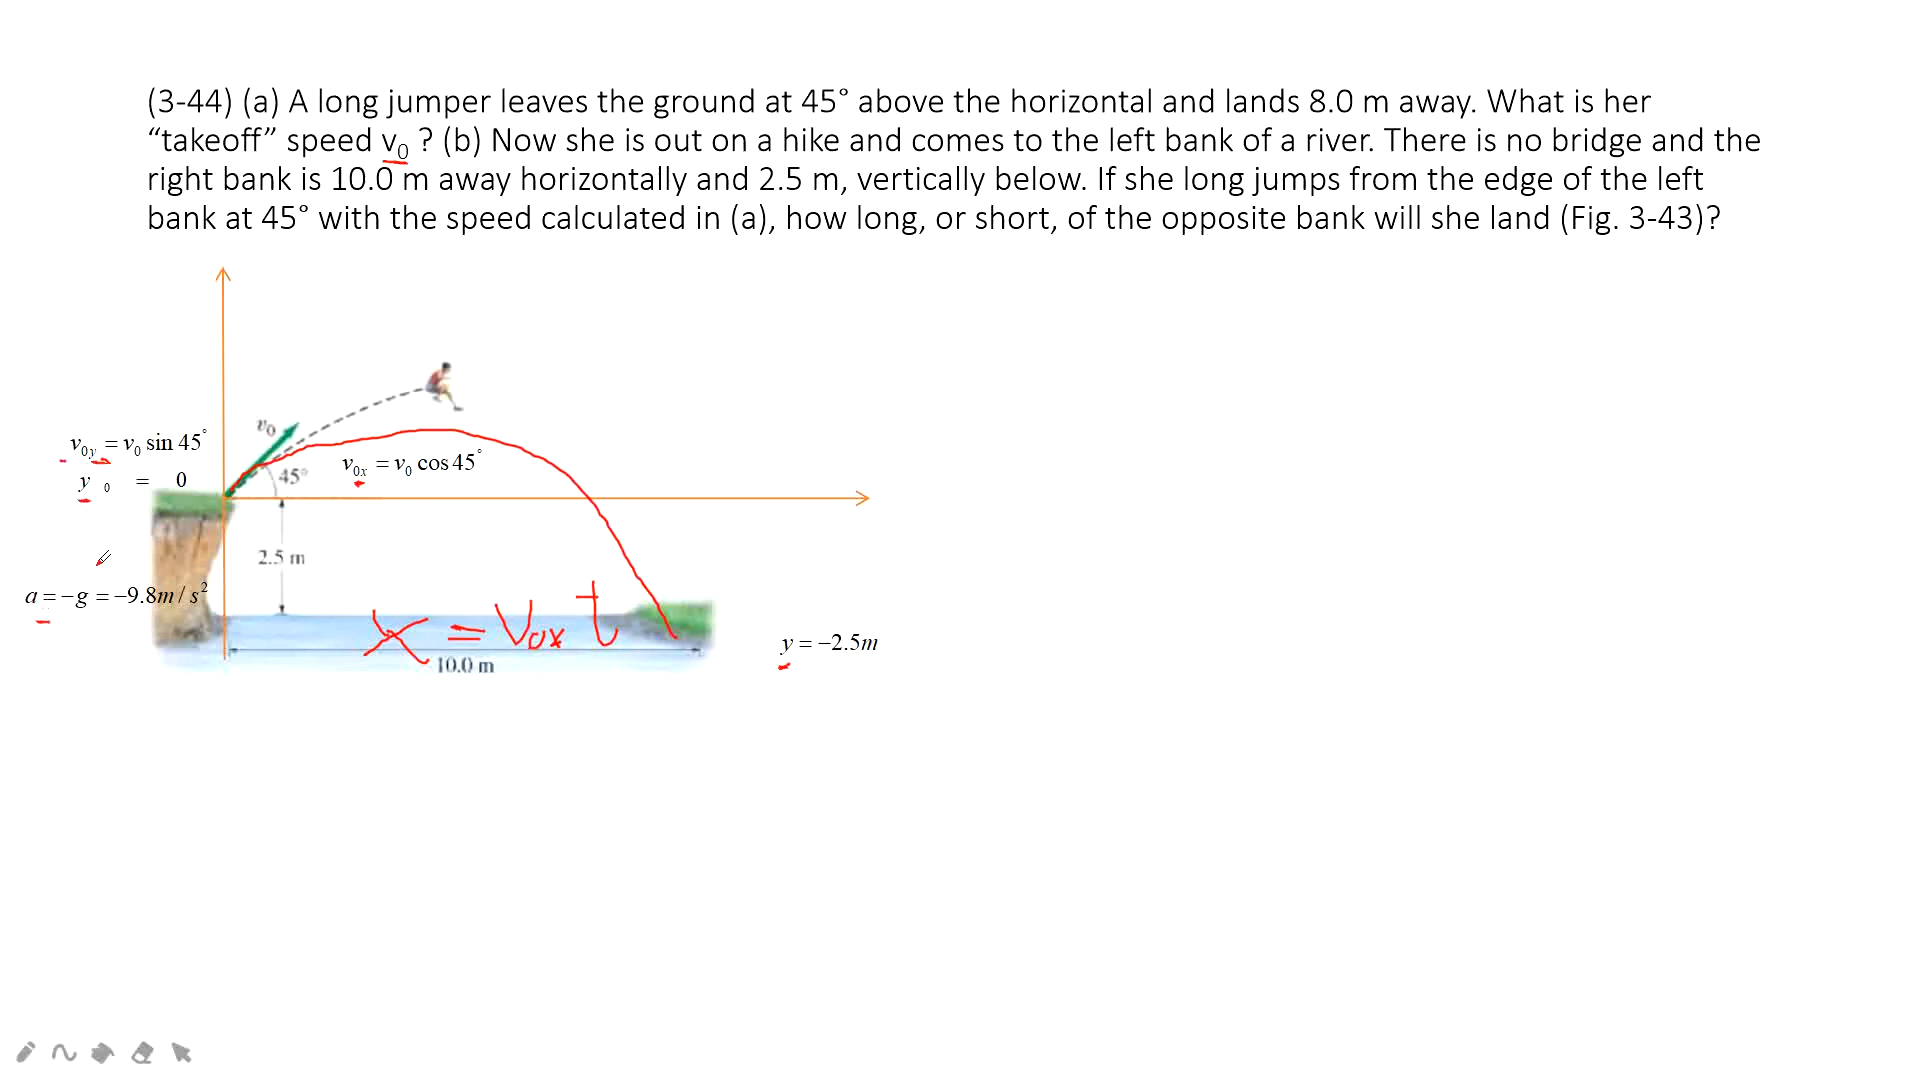 (3-44) (a) A long jumper leaves the ground at 45° above the horizontal and lands 8.0 m away. What is her
“takeoff” speed v₀ ? (b) Now she is out on a hike and comes to the left bank of a river. There is no bridge and the
right bank is 10.0 m away horizontally and 2.5 m, vertically below. If she long jumps from the edge of the left
bank at 45° with the speed calculated in (a), how long, or short, of the opposite bank will she land (Fig. 3-43)?
v₀
v₀y = v₀ sin 45°
45°
v₀x = v₀ cos 45°
y ₀ = 0
2.5 m
a = −g = −9.8m / s²
x = v₀x t
y = −2.5m
10.0 m